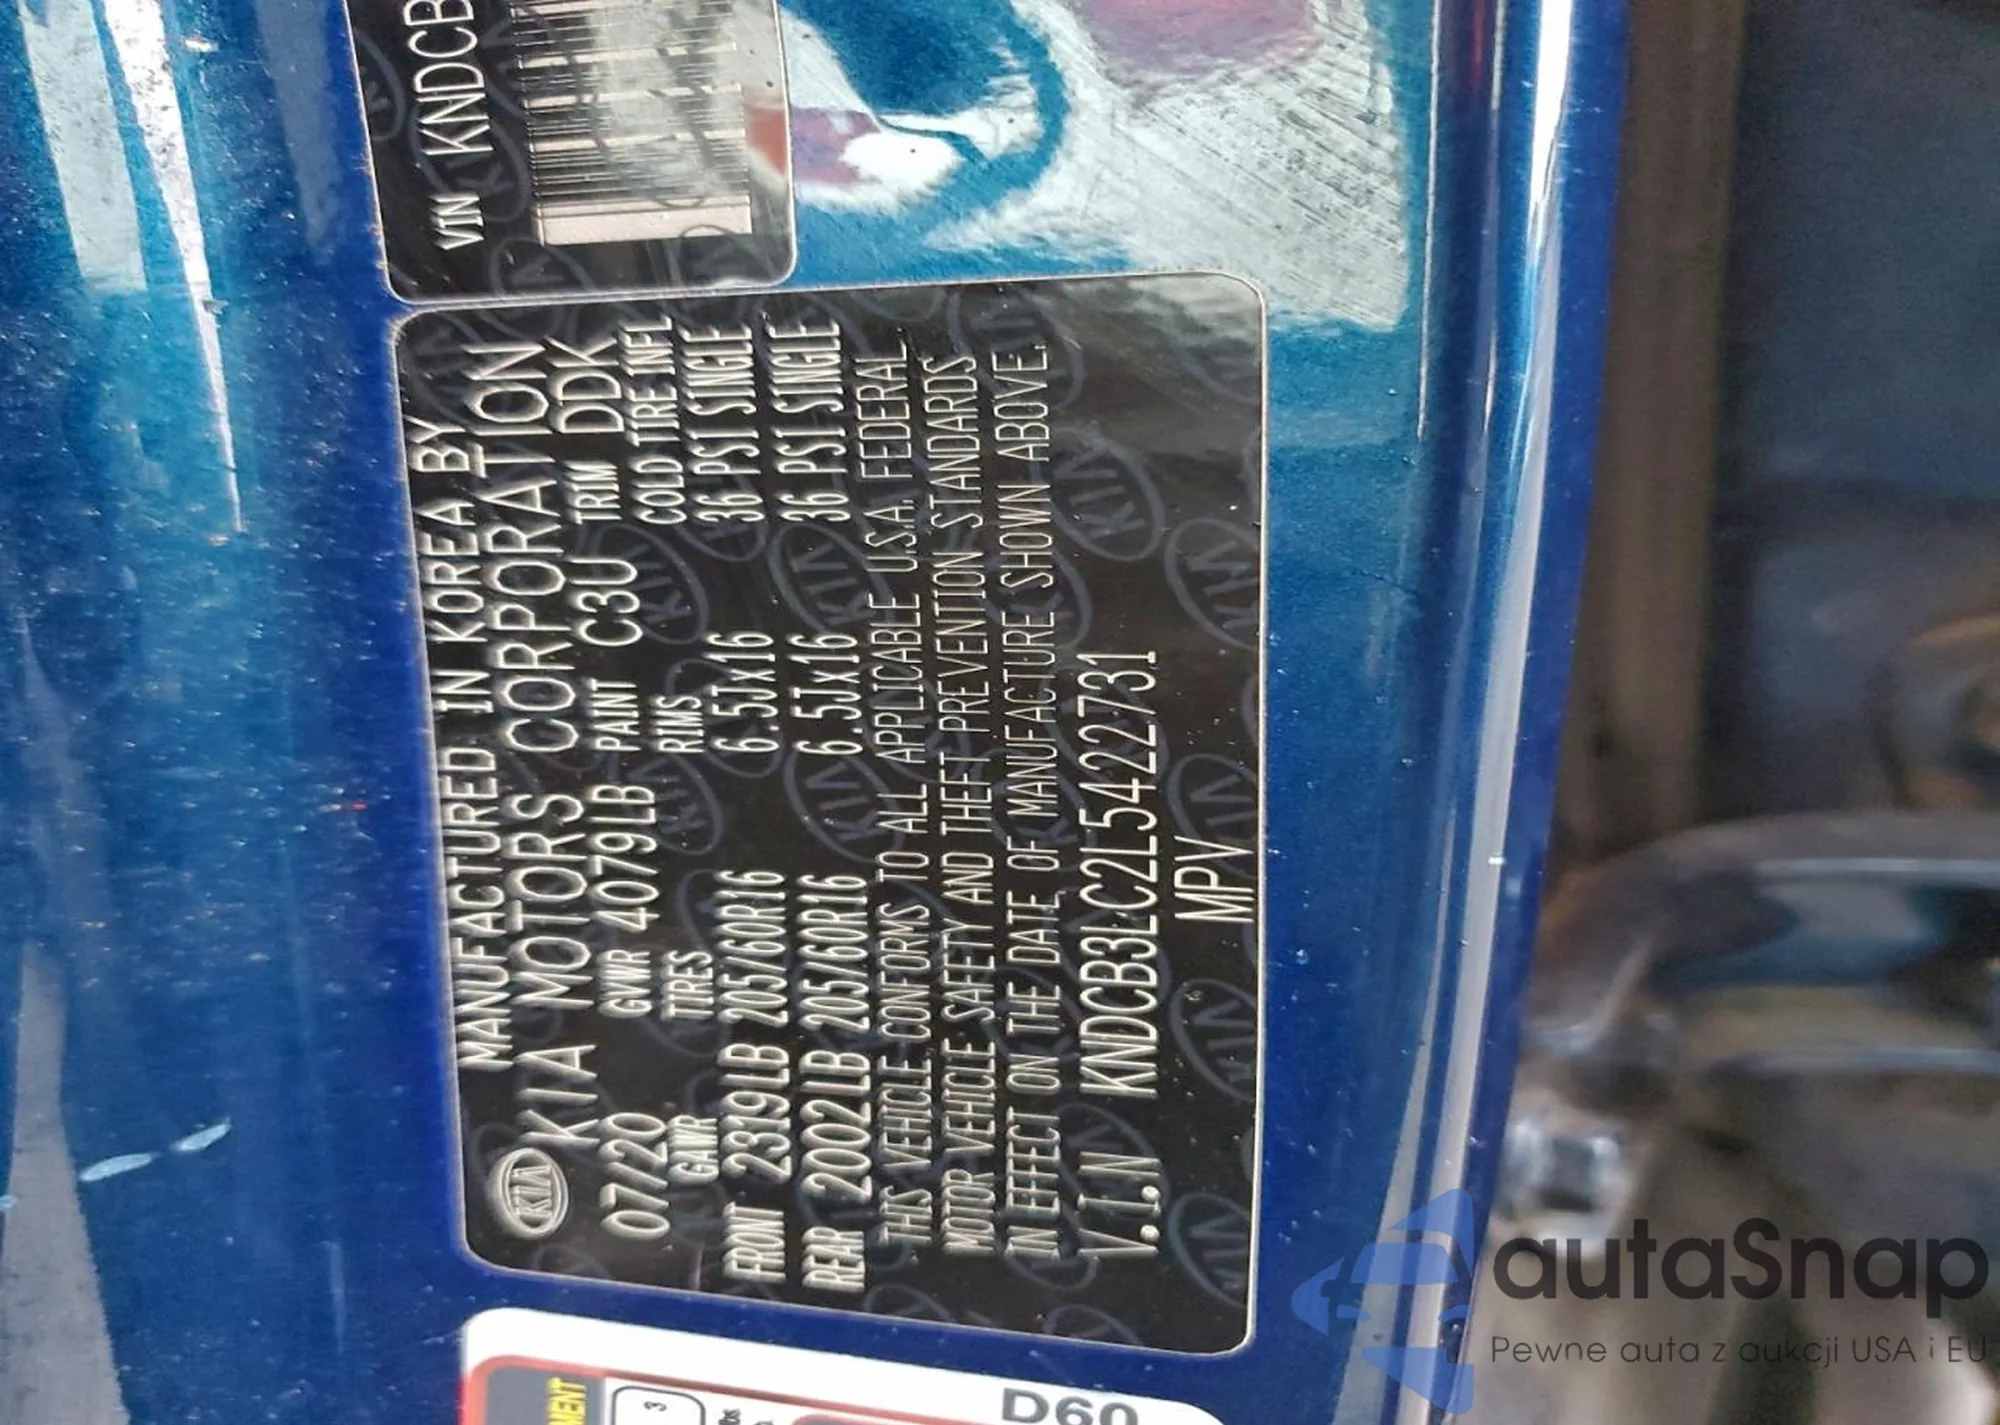 VIN KNDCB
MANUFACTURED IN KOREA BY
KIA KIA MOTORS CORPORATION
07/20 GVWR 4079LB PAINT C3U TRIM DDK
GAWR TIRES RIMS COLD TIRE INFL
FRONT 2319LB 205/60R16 6.5Jx16 36 PSI SINGLE
REAR 2002LB 205/60R16 6.5Jx16 36 PSI SINGLE
THIS VEHICLE CONFORMS TO ALL APPLICABLE U.S.A. FEDERAL
MOTOR VEHICLE SAFETY AND THEFT PREVENTION STANDARDS
IN EFFECT ON THE DATE OF MANUFACTURE SHOWN ABOVE.
V.I.N KNDCB3LC2L5422731
MPV
D60
3
autaSnap
Pewne auta z aukcji USA i EU